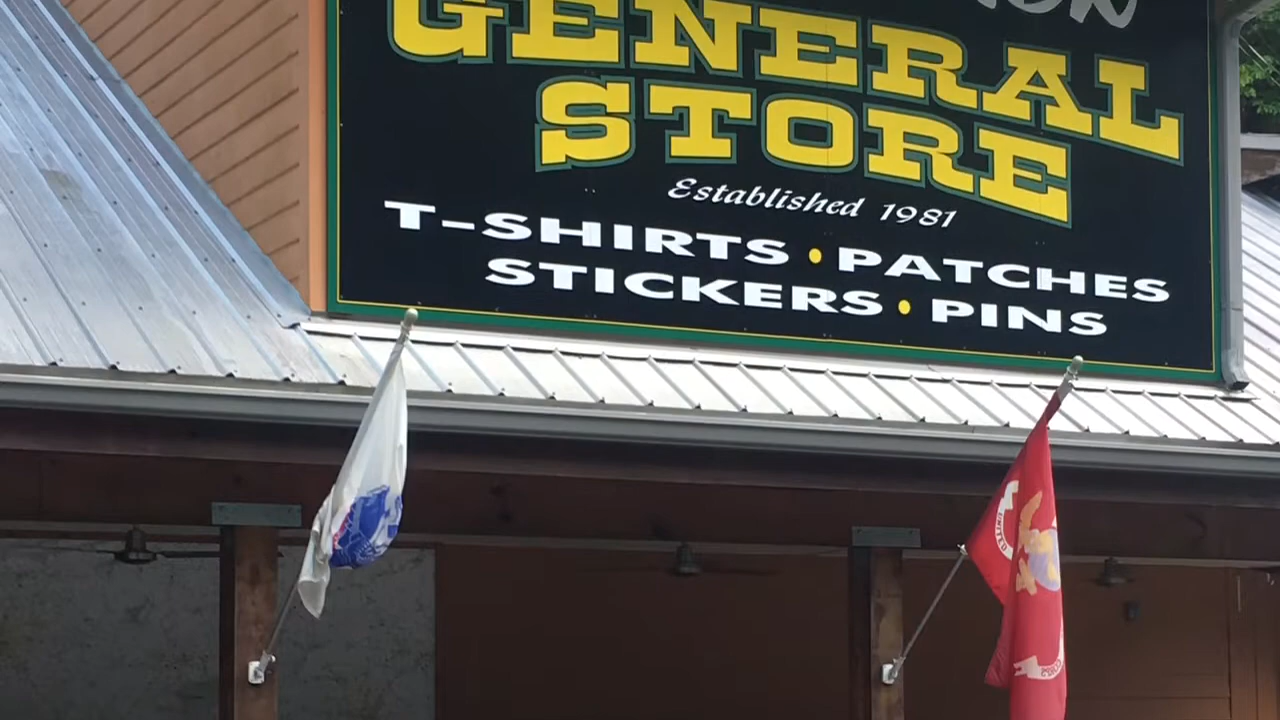 GENERAL
STORE
Established 1981
T-SHIRTS • PATCHES
STICKERS • PINS